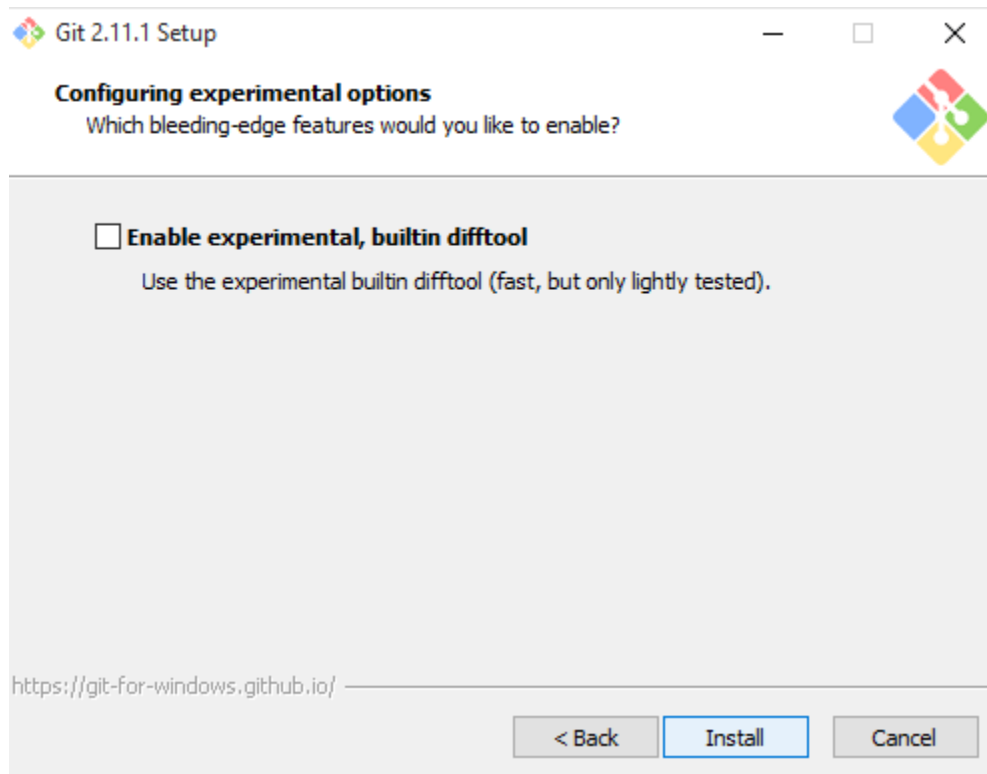 Git 2.11.1 Setup
Configuring experimental options
Which bleeding-edge features would you like to enable?
Enable experimental, builtin difftool
Use the experimental builtin difftool (fast, but only lightly tested).
https://git-for-windows.github.io/
< Back Install Cancel